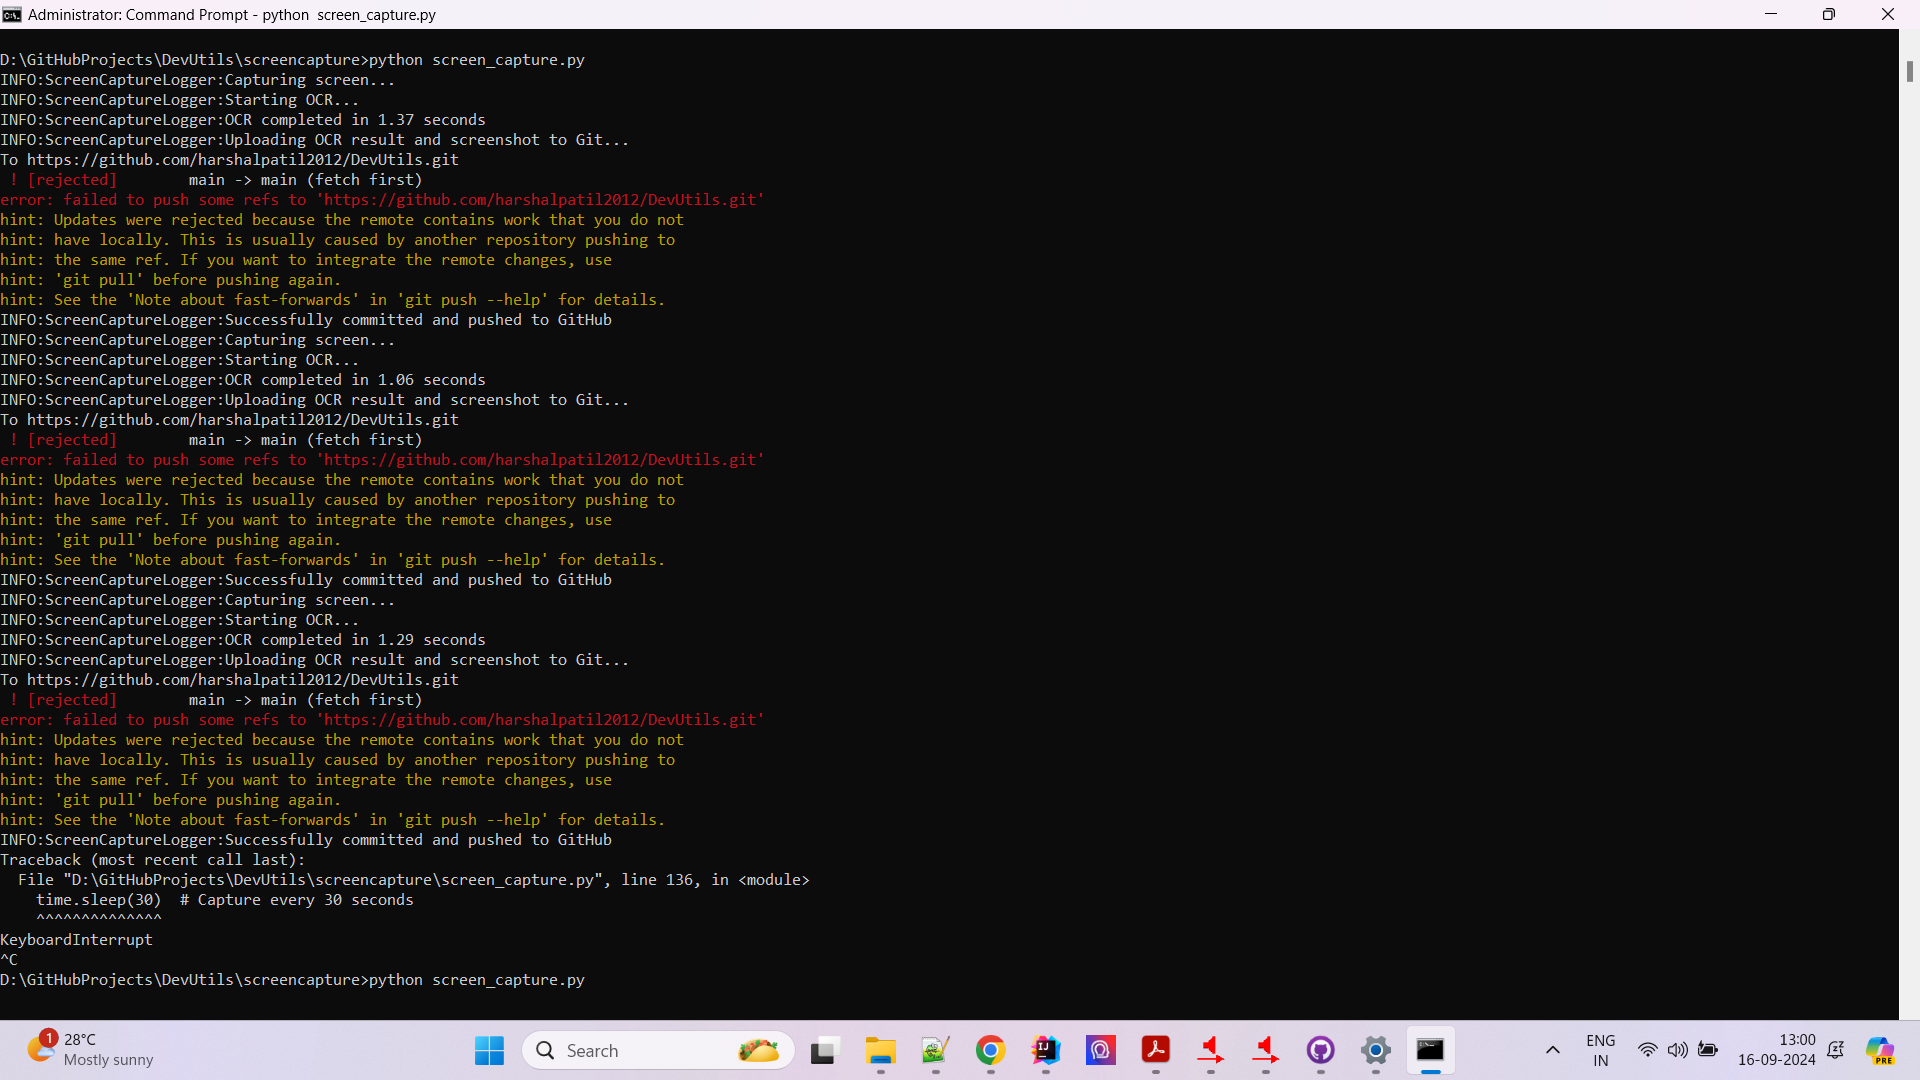 Administrator: Command Prompt - python  screen_capture.py
D:\GitHubProjects\DevUtils\screencapture>python screen_capture.py
INFO:ScreenCaptureLogger:Capturing screen...
INFO:ScreenCaptureLogger:Starting OCR...
INFO:ScreenCaptureLogger:OCR completed in 1.37 seconds
INFO:ScreenCaptureLogger:Uploading OCR result and screenshot to Git...
To https://github.com/harshalpatil2012/DevUtils.git
 ! [rejected]        main -> main (fetch first)
error: failed to push some refs to 'https://github.com/harshalpatil2012/DevUtils.git'
hint: Updates were rejected because the remote contains work that you do not
hint: have locally. This is usually caused by another repository pushing to
hint: the same ref. If you want to integrate the remote changes, use
hint: 'git pull' before pushing again.
hint: See the 'Note about fast-forwards' in 'git push --help' for details.
INFO:ScreenCaptureLogger:Successfully committed and pushed to GitHub
INFO:ScreenCaptureLogger:Capturing screen...
INFO:ScreenCaptureLogger:Starting OCR...
INFO:ScreenCaptureLogger:OCR completed in 1.06 seconds
INFO:ScreenCaptureLogger:Uploading OCR result and screenshot to Git...
To https://github.com/harshalpatil2012/DevUtils.git
 ! [rejected]        main -> main (fetch first)
error: failed to push some refs to 'https://github.com/harshalpatil2012/DevUtils.git'
hint: Updates were rejected because the remote contains work that you do not
hint: have locally. This is usually caused by another repository pushing to
hint: the same ref. If you want to integrate the remote changes, use
hint: 'git pull' before pushing again.
hint: See the 'Note about fast-forwards' in 'git push --help' for details.
INFO:ScreenCaptureLogger:Successfully committed and pushed to GitHub
INFO:ScreenCaptureLogger:Capturing screen...
INFO:ScreenCaptureLogger:Starting OCR...
INFO:ScreenCaptureLogger:OCR completed in 1.29 seconds
INFO:ScreenCaptureLogger:Uploading OCR result and screenshot to Git...
To https://github.com/harshalpatil2012/DevUtils.git
 ! [rejected]        main -> main (fetch first)
error: failed to push some refs to 'https://github.com/harshalpatil2012/DevUtils.git'
hint: Updates were rejected because the remote contains work that you do not
hint: have locally. This is usually caused by another repository pushing to
hint: the same ref. If you want to integrate the remote changes, use
hint: 'git pull' before pushing again.
hint: See the 'Note about fast-forwards' in 'git push --help' for details.
INFO:ScreenCaptureLogger:Successfully committed and pushed to GitHub
Traceback (most recent call last):
  File "D:\GitHubProjects\DevUtils\screencapture\screen_capture.py", line 136, in <module>
    time.sleep(30)  # Capture every 30 seconds
    ^^^^^^^^^^^^^^
KeyboardInterrupt
^C
D:\GitHubProjects\DevUtils\screencapture>python screen_capture.py
1
28°C
Mostly sunny
Search
IJ
PRE
ENG
IN
13:00
16-09-2024